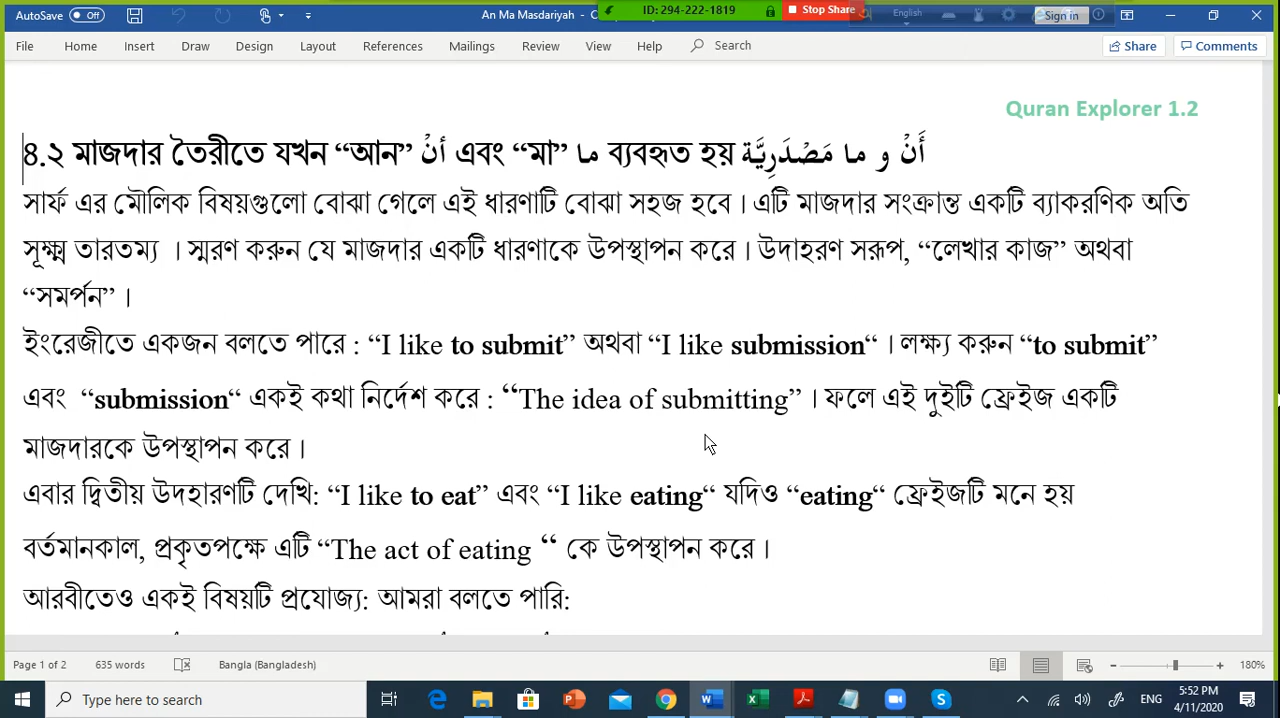 AutoSave Off An Ma Masdariyah - C ID: 294-222-1819 Stop Share English Sign in
File Home Insert Draw Design Layout References Mailings Review View Help Search Share Comments
Quran Explorer 1.2
8.২ মাজদার তৈরীতে যখন “আন” أنْ এবং “মা” ما ব্যবহৃত হয় أَنْ و ما مَصْدَرِيَّة
সার্ফ এর মৌলিক বিষয়গুলো বোঝা গেলে এই ধারণাটি বোঝা সহজ হবে। এটি মাজদার সংক্রান্ত একটি ব্যাকরণিক অতি
সূক্ষ্ম তারতম্য । স্মরণ করুন যে মাজদার একটি ধারণাকে উপস্থাপন করে। উদাহরণ সরূপ, “লেখার কাজ” অথবা
“সমর্পন”।
ইংরেজীতে একজন বলতে পারে : “I like to submit” অথবা “I like submission“ । লক্ষ্য করুন “to submit”
এবং “submission“ একই কথা নির্দেশ করে : “The idea of submitting” । ফলে এই দুইটি ফ্রেইজ একটি
মাজদারকে উপস্থাপন করে।
এবার দ্বিতীয় উদহারণটি দেখি: “I like to eat” এবং “I like eating“ যদিও “eating“ ফ্রেইজটি মনে হয়
বর্তমানকাল, প্রকৃতপক্ষে এটি “The act of eating “ কে উপস্থাপন করে।
আরবীতেও একই বিষয়টি প্রযোজ্য: আমরা বলতে পারি:
Page 1 of 2 635 words Bangla (Bangladesh) 180%
Type here to search ENG 5:52 PM
4/11/2020